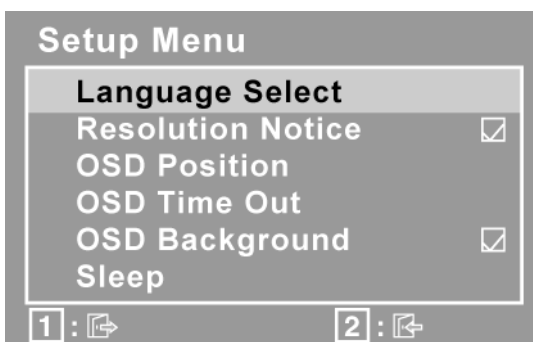 Setup Menu
Language Select
Resolution Notice
OSD Position
OSD Time Out
OSD Background
Sleep
1 : 2 :